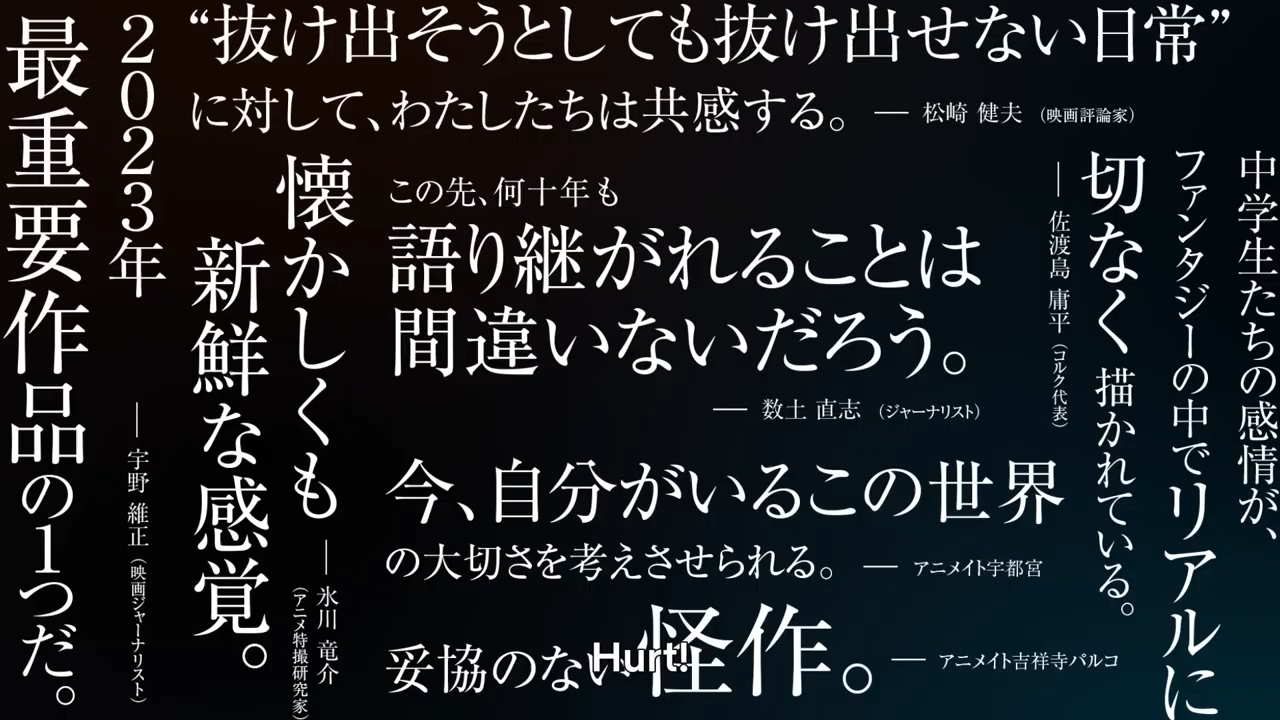 “抜け出そうとしても抜け出せない日常”
に対して、わたしたちは共感する。 — 松崎 健夫 (映画評論家)
中学生たちの感情が、
ファンタジーの中でリアルに
切なく描かれている。
— 佐渡島 庸平 (コルク代表)
この先、何十年も
語り継がれることは
間違いないだろう。
— 数土 直志 (ジャーナリスト)
懐かしくも
新鮮な感覚。
— 氷川 竜介
(アニメ特撮研究家)
2023年
最重要作品の1つだ。
— 宇野 維正 (映画ジャーナリスト)
今、自分がいるこの世界
の大切さを考えさせられる。 — アニメイト宇都宮
妥協のない怪作。 — アニメイト吉祥寺パルコ
Hurt!